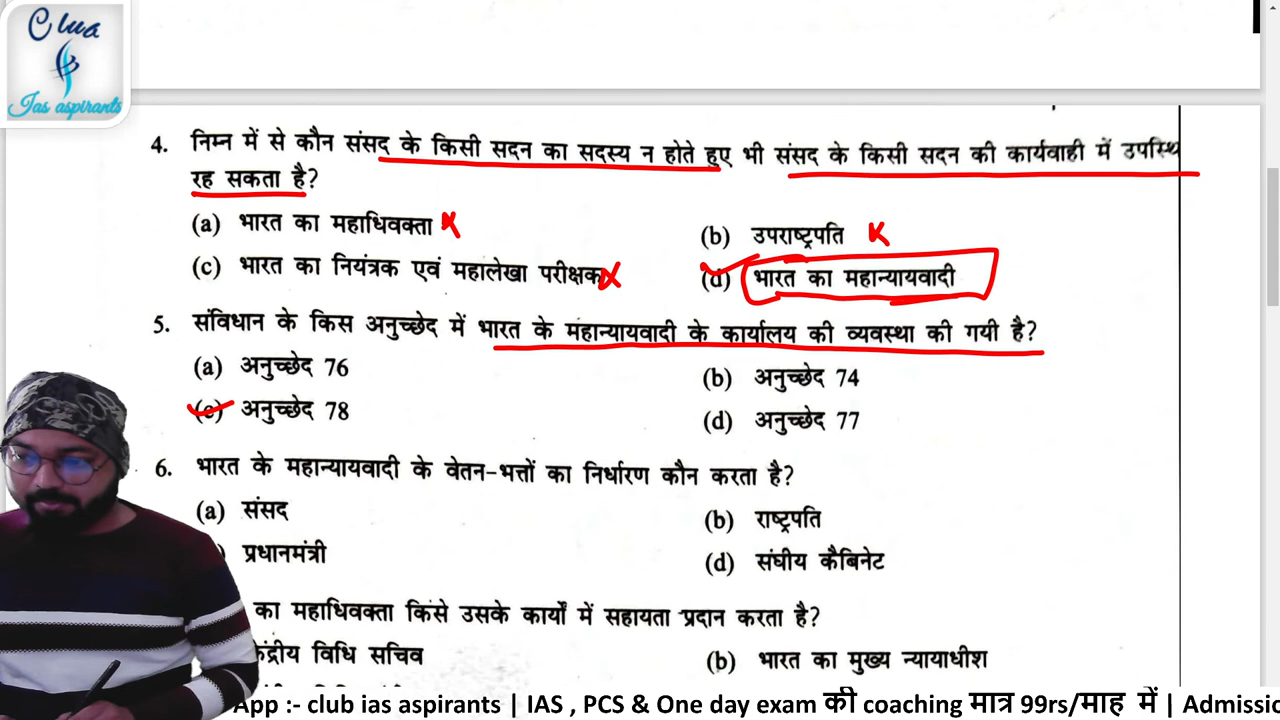 Clua
Ias aspirants
4. निम्न में से कौन संसद के किसी सदन का सदस्य न होते हुए भी संसद के किसी सदन की कार्यवाही में उपस्थि
रह सकता है?
(a) भारत का महाधिवक्ता
(b) उपराष्ट्रपति
(c) भारत का नियंत्रक एवं महालेखा परीक्षक
(d) भारत का महान्यायवादी
5. संविधान के किस अनुच्छेद में भारत के महान्यायवादी के कार्यालय की व्यवस्था की गयी है?
(a) अनुच्छेद 76
(b) अनुच्छेद 74
(c) अनुच्छेद 78
(d) अनुच्छेद 77
6. भारत के महान्यायवादी के वेतन-भत्तों का निर्धारण कौन करता है?
(a) संसद
(b) राष्ट्रपति
) प्रधानमंत्री
(d) संघीय कैबिनेट
का महाधिवक्ता किसे उसके कार्यों में सहायता प्रदान करता है?
केंद्रीय विधि सचिव
(b) भारत का मुख्य न्यायाधीश
App :- club ias aspirants | IAS , PCS & One day exam की coaching मात्र 99rs/माह में | Admissic